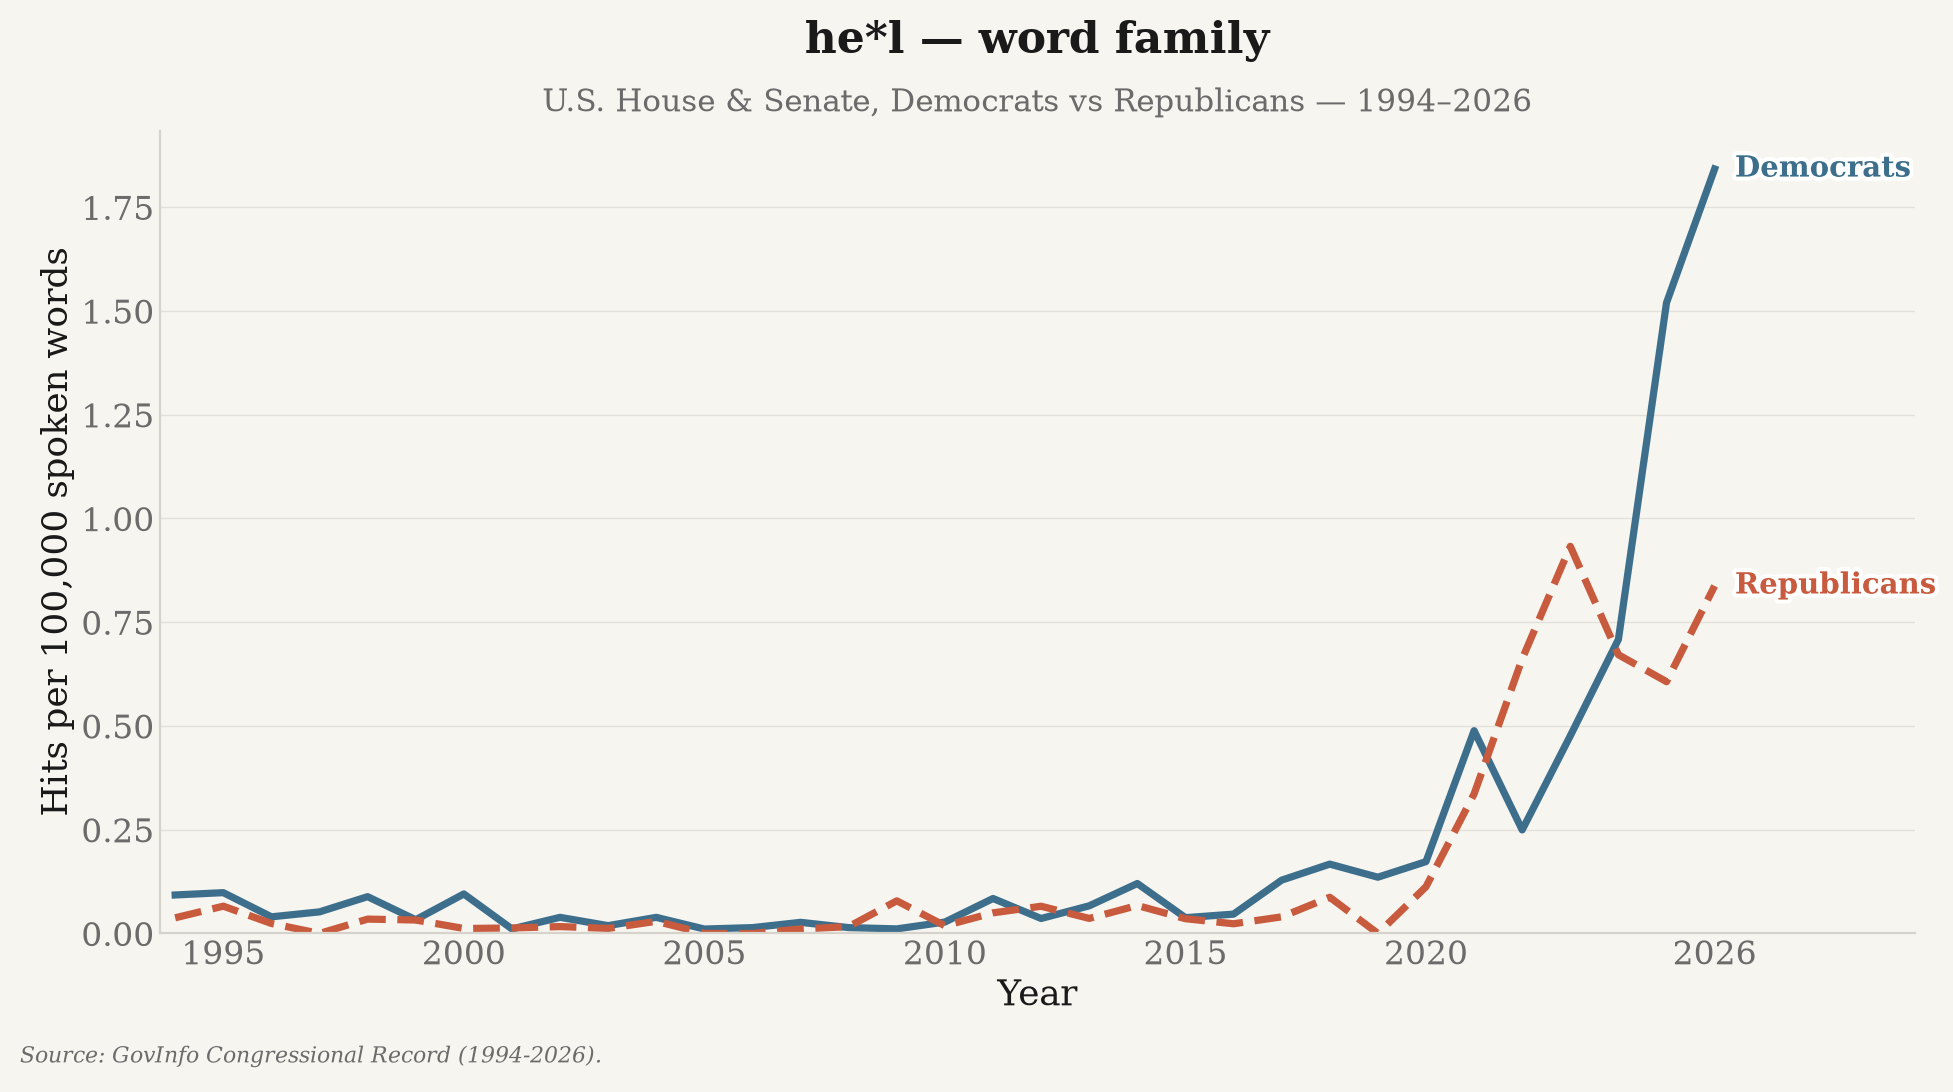 he*l — word family
U.S. House & Senate, Democrats vs Republicans — 1994–2026
Hits per 100,000 spoken words
1.75
1.50
1.25
1.00
0.75
0.50
0.25
0.00
Democrats
Republicans
1995 2000 2005 2010 2015 2020 2026
Year
Source: GovInfo Congressional Record (1994-2026).